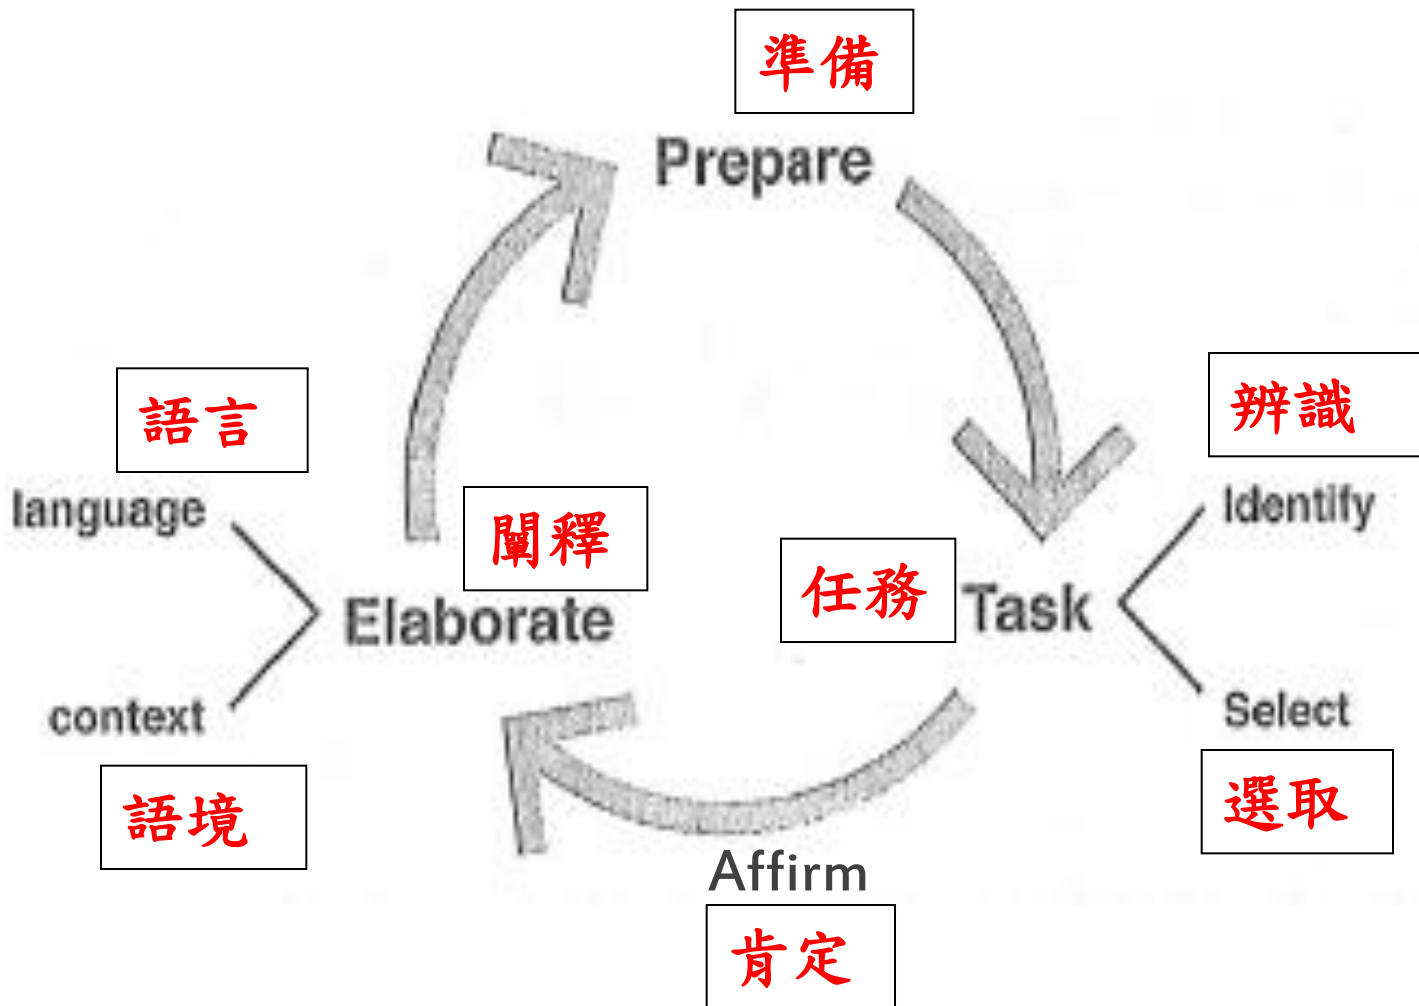 準備
Prepare
語言
language
闡釋
Elaborate
context
語境
任務
Task
辨識
Identify
Select
選取
Affirm
肯定